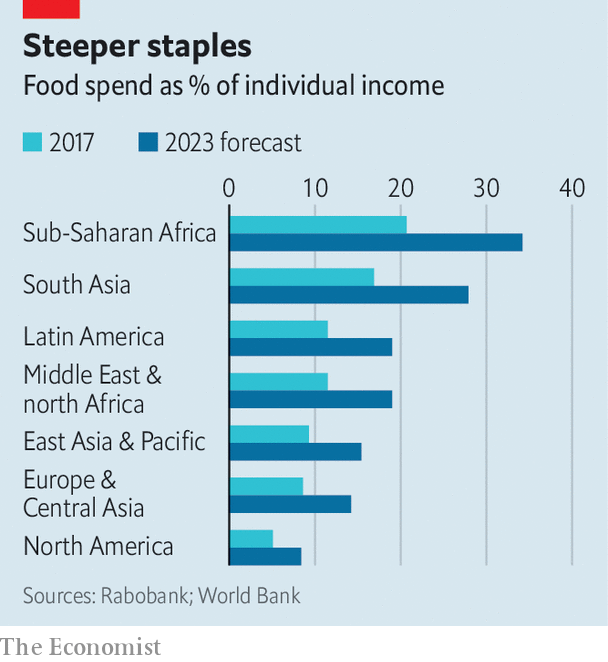 Steeper staples
Food spend as % of individual income
2017 2023 forecast
0 10 20 30 40
Sub-Saharan Africa
South Asia
Latin America
Middle East &
north Africa
East Asia & Pacific
Europe &
Central Asia
North America
Sources: Rabobank; World Bank
The Economist